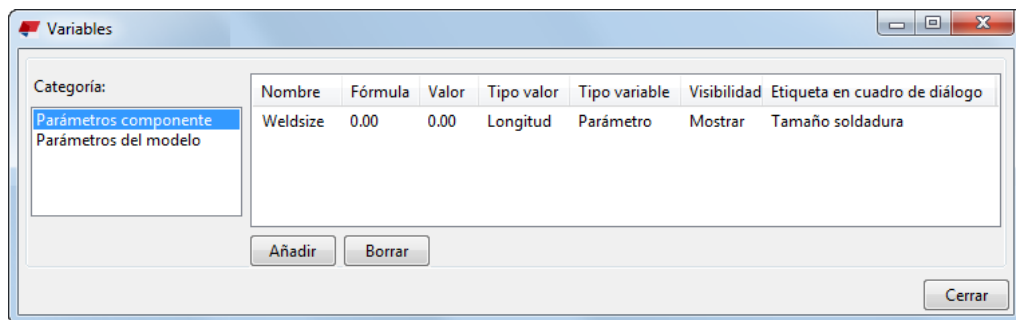 Variables
Categoría:
Parámetros componente
Parámetros del modelo
Nombre Fórmula Valor Tipo valor Tipo variable Visibilidad Etiqueta en cuadro de diálogo
Weldsize 0.00 0.00 Longitud Parámetro Mostrar Tamaño soldadura
Añadir Borrar
Cerrar